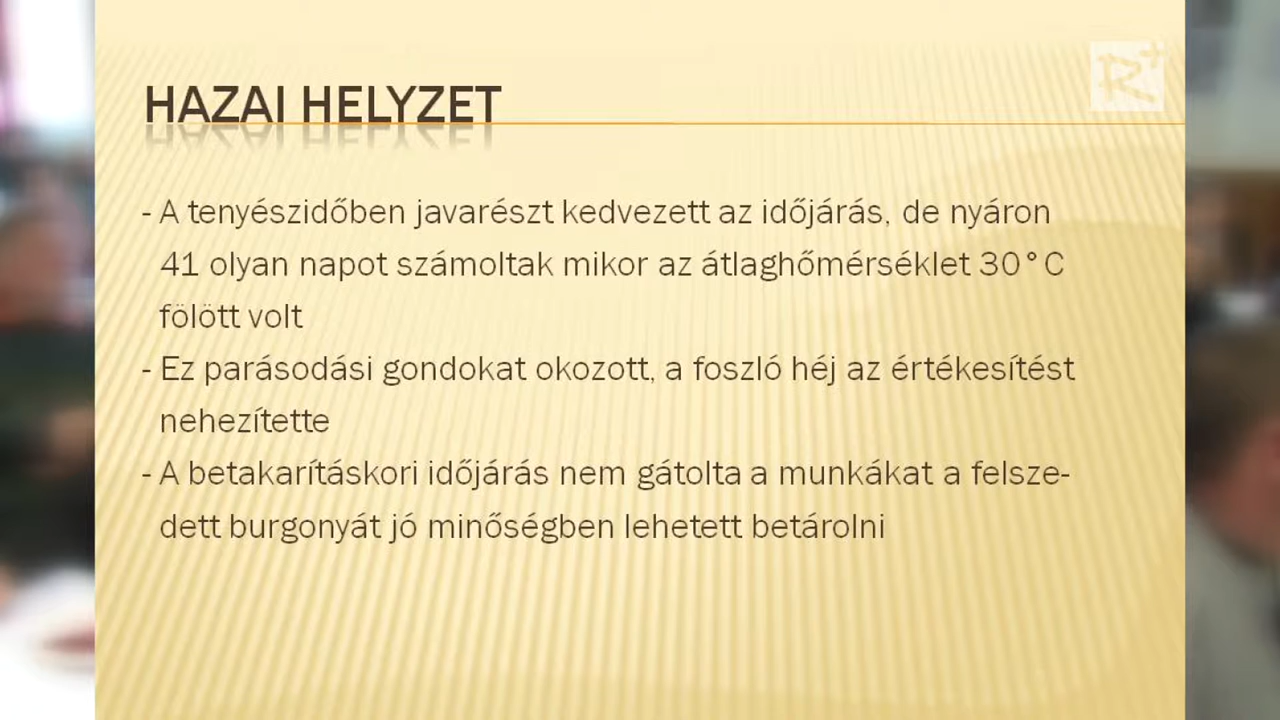 R+
HAZAI HELYZET
- A tenyészidőben javarészt kedvezett az időjárás, de nyáron
41 olyan napot számoltak mikor az átlaghőmérséklet 30°C
fölött volt
- Ez parásodási gondokat okozott, a foszló héj az értékesítést
nehezítette
- A betakarításkori időjárás nem gátolta a munkákat a felsze-
dett burgonyát jó minőségben lehetett betárolni